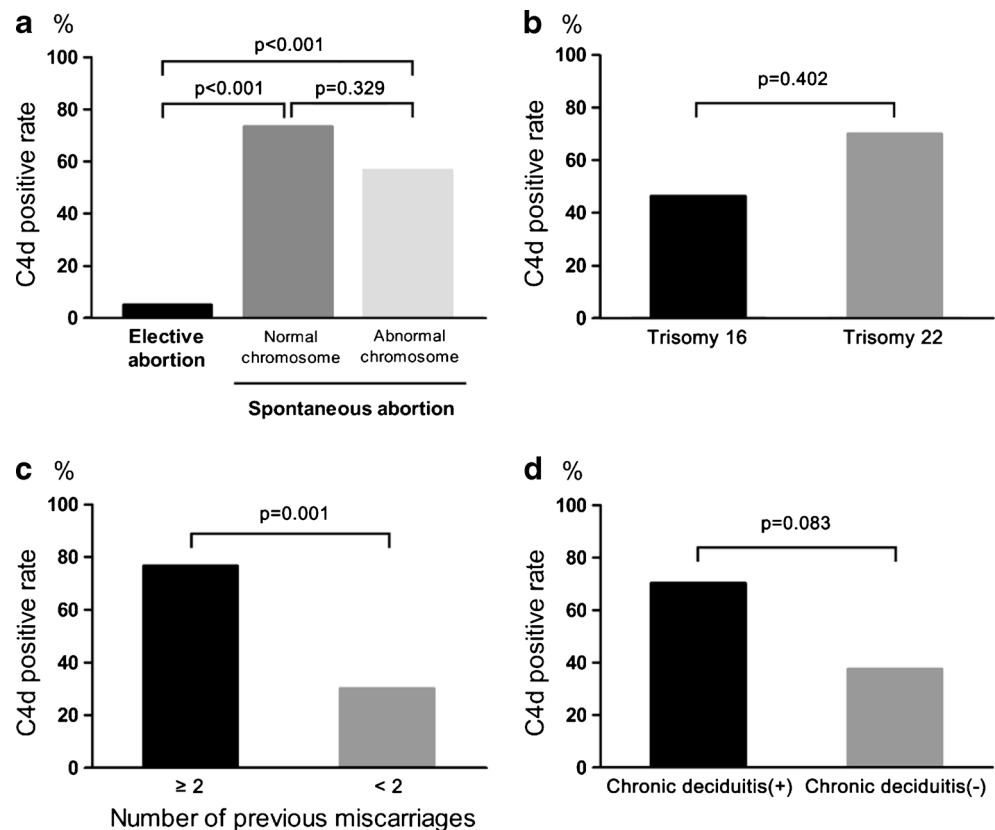 a %
C4d positive rate
100
80
60
40
20
0
p<0.001
p<0.001 p=0.329
Elective
abortion
Normal
chromosome
Abnormal
chromosome
Spontaneous abortion
b %
C4d positive rate
100
80
60
40
20
0
p=0.402
Trisomy 16 Trisomy 22
c %
C4d positive rate
100
80
60
40
20
0
p=0.001
≥ 2 < 2
Number of previous miscarriages
d %
C4d positive rate
100
80
60
40
20
0
p=0.083
Chronic deciduitis(+) Chronic deciduitis(-)